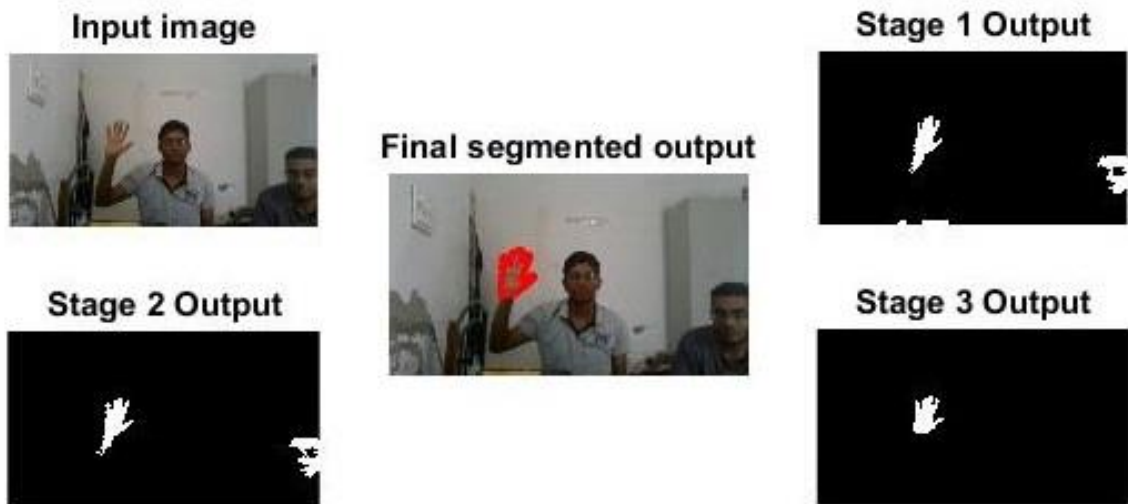 Input image
Stage 1 Output
Final segmented output
Stage 2 Output
Stage 3 Output